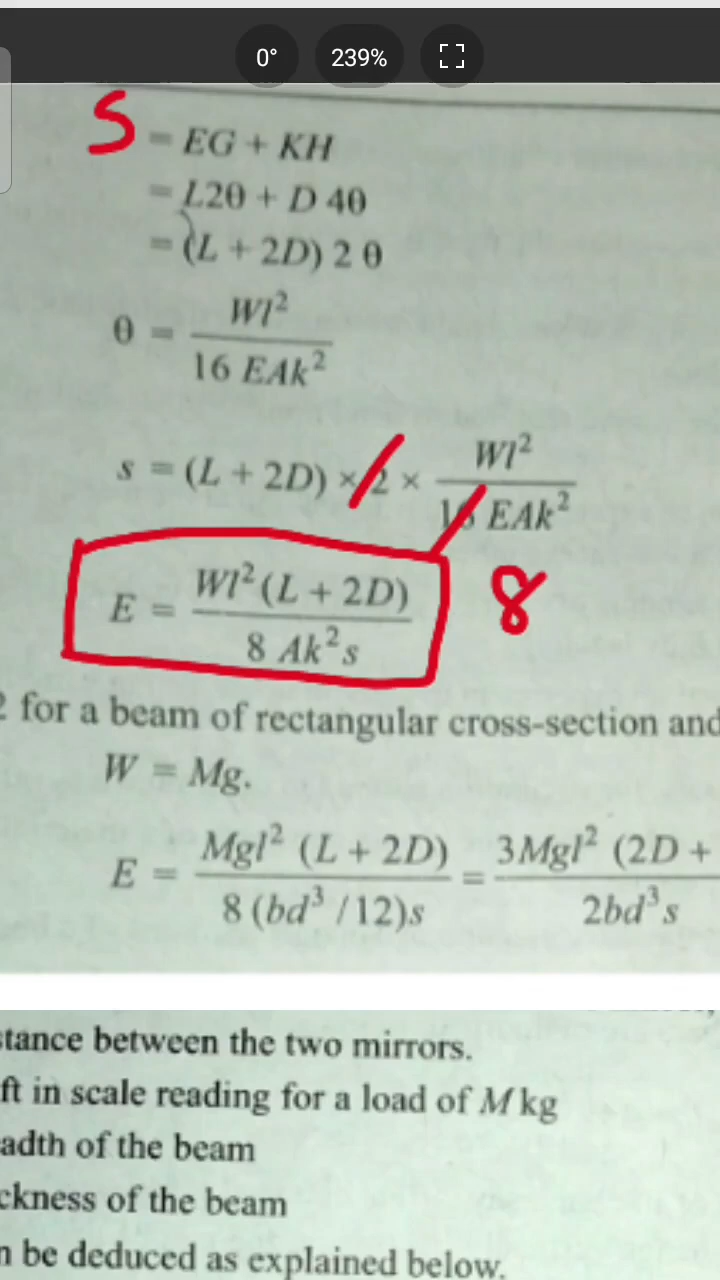 0° 239%
S = EG + KH
= L2θ + D 4θ
= (L + 2D) 2 θ
θ = Wl² / 16 EAk²
s = (L + 2D) × 2 × Wl² / 16 EAk²
8
E = Wl² (L + 2D) / 8 Ak²s
for a beam of rectangular cross-section and
W = Mg.
E = Mgl² (L + 2D) / 8 (bd³ /12)s = 3Mgl² (2D + / 2bd³s
stance between the two mirrors.
ft in scale reading for a load of M kg
adth of the beam
ckness of the beam
n be deduced as explained below.